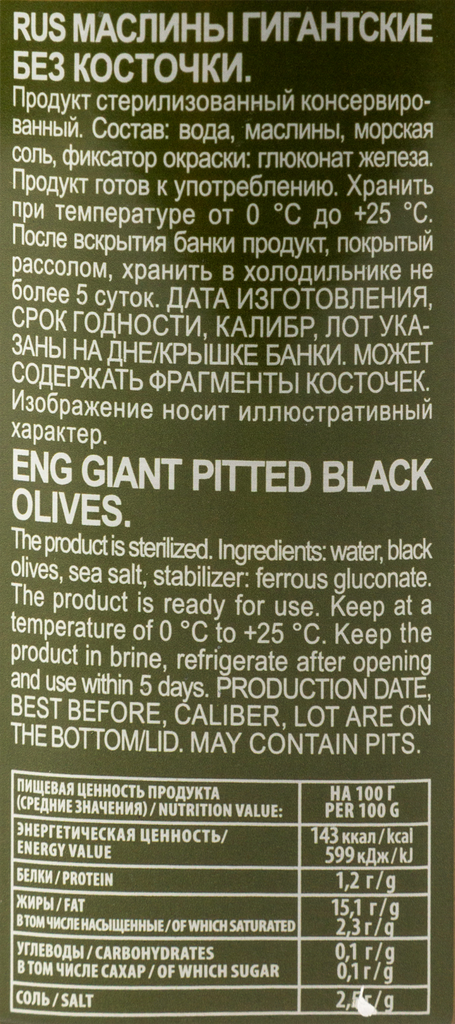 RUS МАСЛИНЫ ГИГАНТСКИЕ
БЕЗ КОСТОЧКИ.
Продукт стерилизованный консервиро-
ванный. Состав: вода, маслины, морская
соль, фиксатор окраски: глюконат железа.
Продукт готов к употреблению. Хранить
при температуре от 0 °C до +25 °C.
После вскрытия банки продукт, покрытый
рассолом, хранить в холодильнике не
более 5 суток. ДАТА ИЗГОТОВЛЕНИЯ,
СРОК ГОДНОСТИ, КАЛИБР, ЛОТ УКА-
ЗАНЫ НА ДНЕ/КРЫШКЕ БАНКИ. МОЖЕТ
СОДЕРЖАТЬ ФРАГМЕНТЫ КОСТОЧЕК.
Изображение носит иллюстративный
характер.
ENG GIANT PITTED BLACK
OLIVES.
The product is sterilized. Ingredients: water, black
olives, sea salt, stabilizer: ferrous gluconate.
The product is ready for use. Keep at a
temperature of 0 °C to +25 °C. Keep the
product in brine, refrigerate after opening
and use within 5 days. PRODUCTION DATE,
BEST BEFORE, CALIBER, LOT ARE ON
THE BOTTOM/LID. MAY CONTAIN PITS.
ПИЩЕВАЯ ЦЕННОСТЬ ПРОДУКТА НА 100 Г
(СРЕДНИЕ ЗНАЧЕНИЯ) / NUTRITION VALUE: PER 100 G
ЭНЕРГЕТИЧЕСКАЯ ЦЕННОСТЬ/ 143 ккал / kcal
ENERGY VALUE 599 кДж / kJ
БЕЛКИ / PROTEIN 1,2 г/g
ЖИРЫ / FAT 15,1 г/g
В ТОМ ЧИСЛЕ НАСЫЩЕННЫЕ / OF WHICH SATURATED 2,3 г/g
УГЛЕВОДЫ / CARBOHYDRATES 0,1 г/g
В ТОМ ЧИСЛЕ САХАР / OF WHICH SUGAR 0,1 г/g
СОЛЬ / SALT